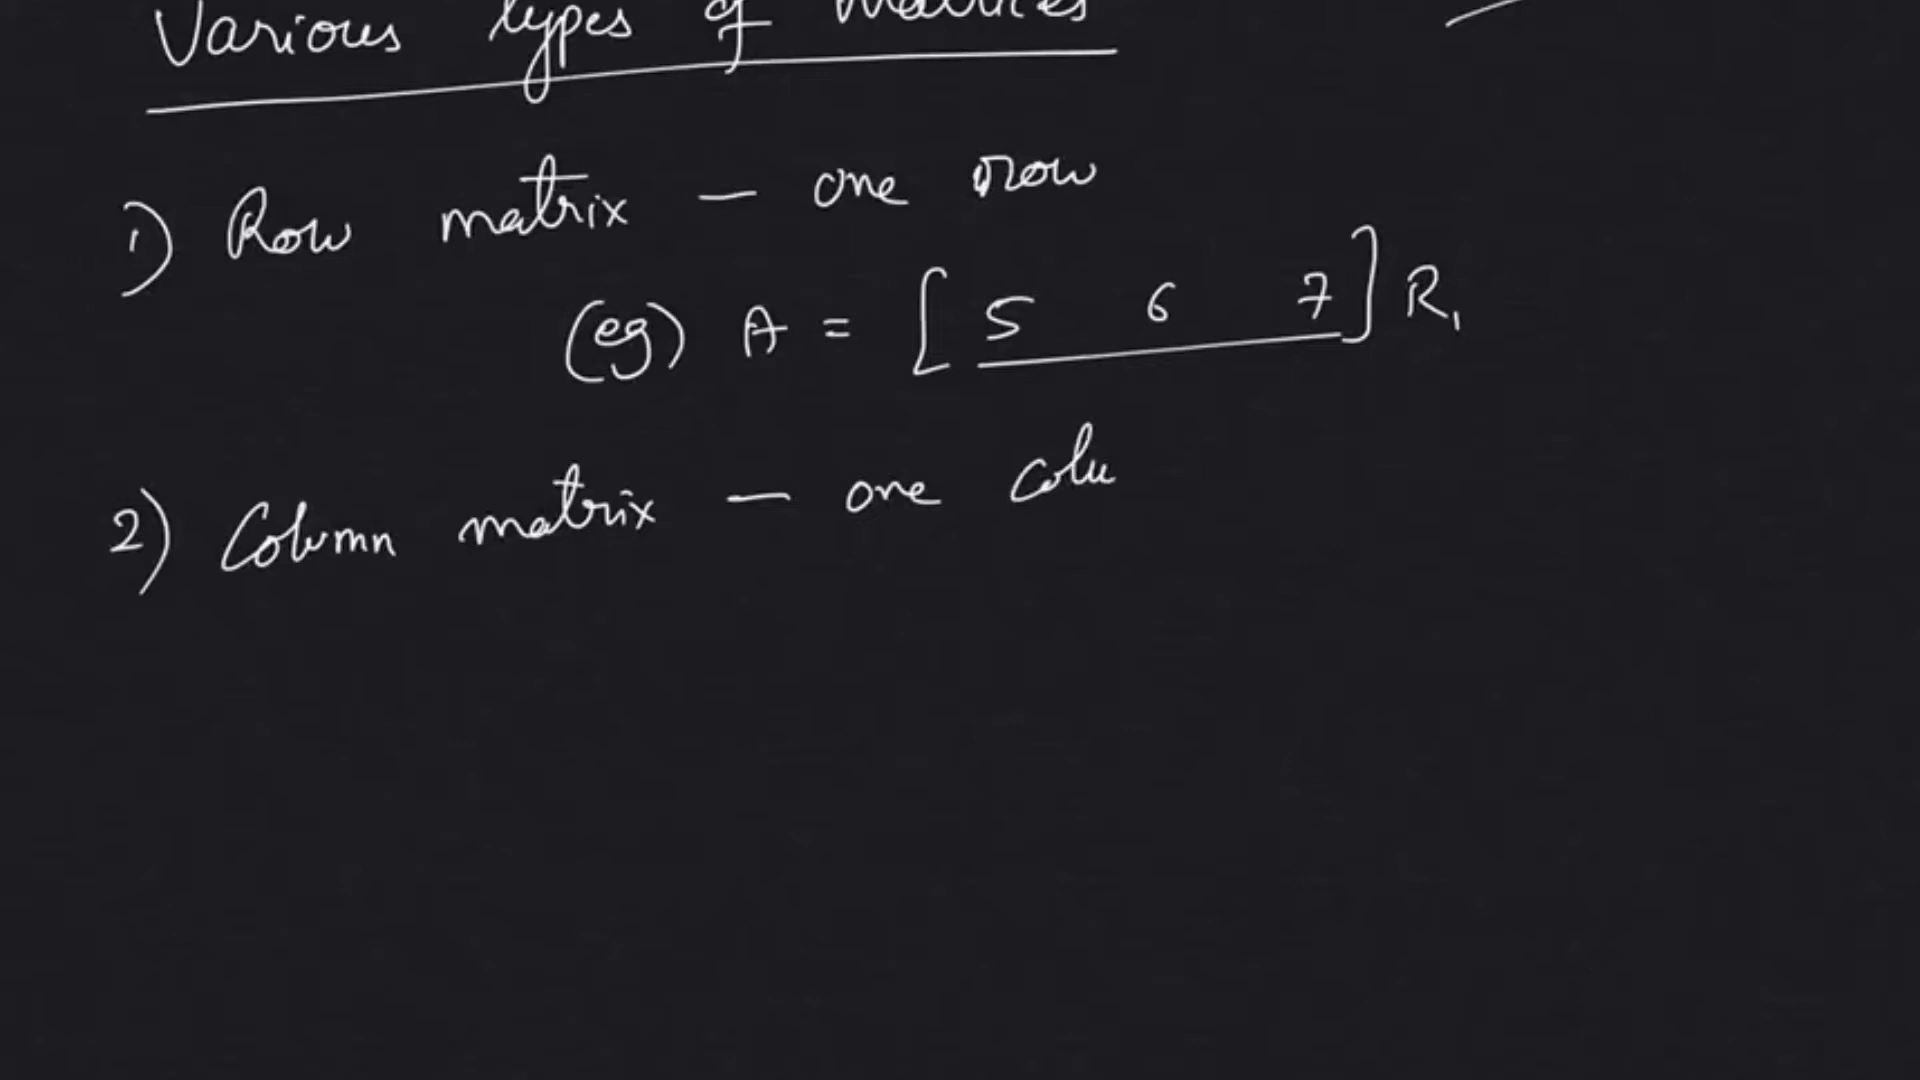 Various types of matrices
1) Row matrix — one row
(eg) A = [ 5 6 7 ] R₁
2) Column matrix — one colu